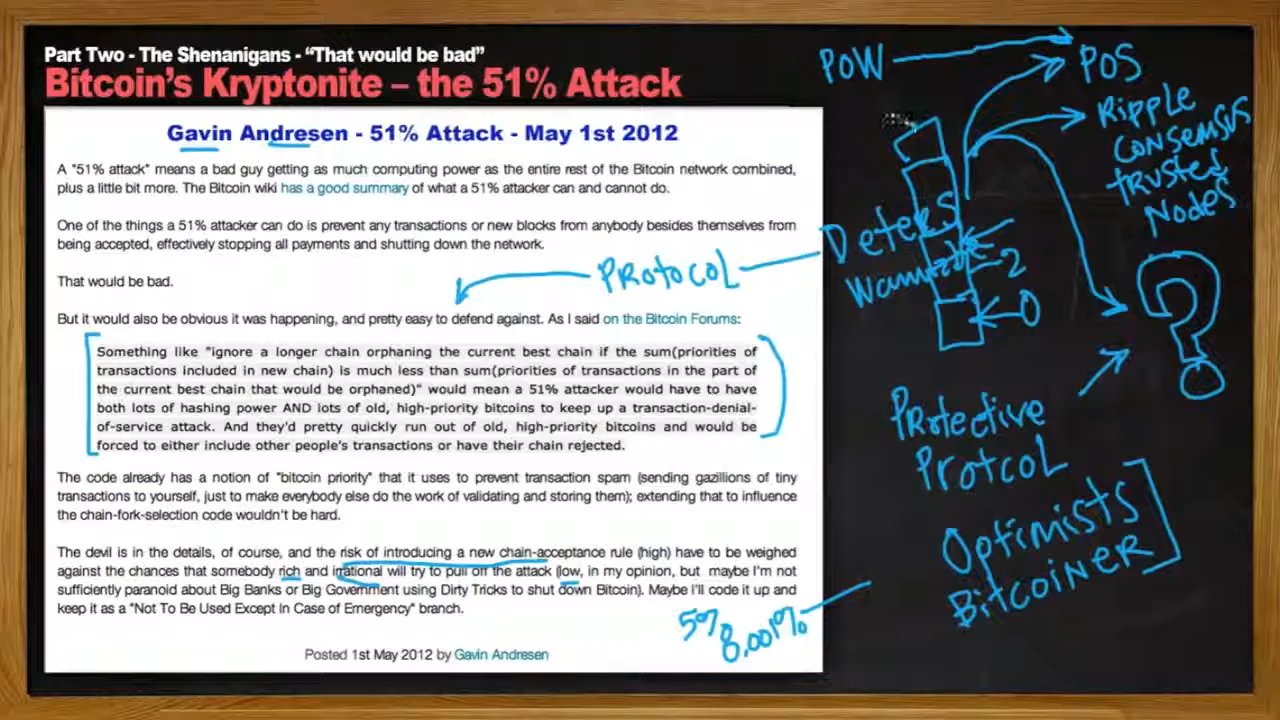 Part Two - The Shenanigans - “That would be bad”
Bitcoin’s Kryptonite – the 51% Attack
Gavin Andresen - 51% Attack - May 1st 2012
A "51% attack" means a bad guy getting as much computing power as the entire rest of the Bitcoin network combined,
plus a little bit more. The Bitcoin wiki has a good summary of what a 51% attacker can and cannot do.
One of the things a 51% attacker can do is prevent any transactions or new blocks from anybody besides themselves from
being accepted, effectively stopping all payments and shutting down the network.
That would be bad.
But it would also be obvious it was happening, and pretty easy to defend against. As I said on the Bitcoin Forums:
Something like "ignore a longer chain orphaning the current best chain if the sum(priorities of
transactions included in new chain) is much less than sum(priorities of transactions in the part of
the current best chain that would be orphaned)" would mean a 51% attacker would have to have
both lots of hashing power AND lots of old, high-priority bitcoins to keep up a transaction-denial-
of-service attack. And they'd pretty quickly run out of old, high-priority bitcoins and would be
forced to either include other people's transactions or have their chain rejected.
The code already has a notion of "bitcoin priority" that it uses to prevent transaction spam (sending gazillions of tiny
transactions to yourself, just to make everybody else do the work of validating and storing them); extending that to influence
the chain-fork-selection code wouldn't be hard.
The devil is in the details, of course, and the risk of introducing a new chain-acceptance rule (high) have to be weighed
against the chances that somebody rich and irrational will try to pull off the attack (low, in my opinion, but maybe I'm not
sufficiently paranoid about Big Banks or Big Government using Dirty Tricks to shut down Bitcoin). Maybe I'll code it up and
keep it as a "Not To Be Used Except In Case of Emergency" branch.
Posted 1st May 2012 by Gavin Andresen
POW
POS
Ripple
Consensus
trusted
Nodes
Protocol
Deters
2
0
?
Protective
Protcol
Optimists
Bitcoiner
5%